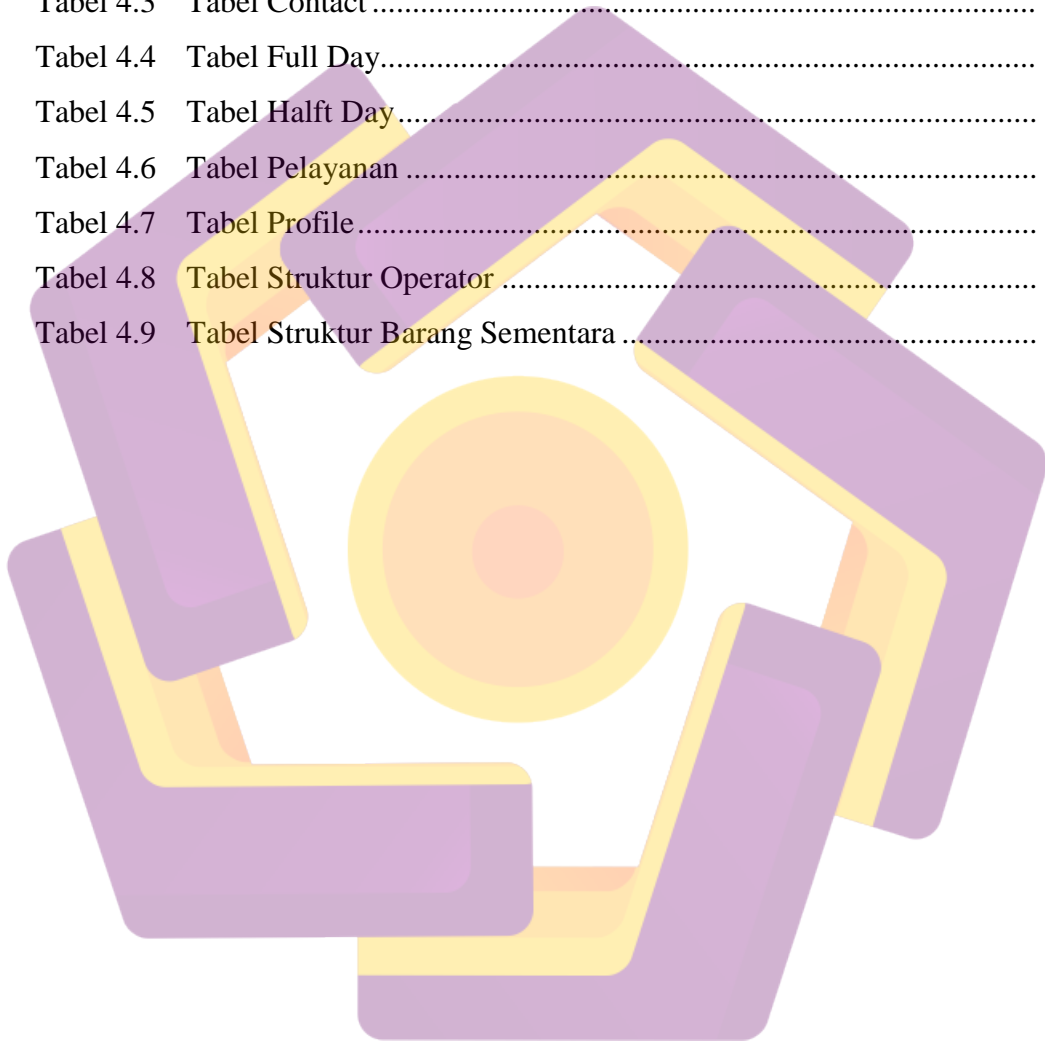 Tabel 4.3 Tabel Contact ........................................................................................
Tabel 4.4 Tabel Full Day.......................................................................................
Tabel 4.5 Tabel Halft Day.....................................................................................
Tabel 4.6 Tabel Pelayanan ....................................................................................
Tabel 4.7 Tabel Profile..........................................................................................
Tabel 4.8 Tabel Struktur Operator ........................................................................
Tabel 4.9 Tabel Struktur Barang Sementara .........................................................